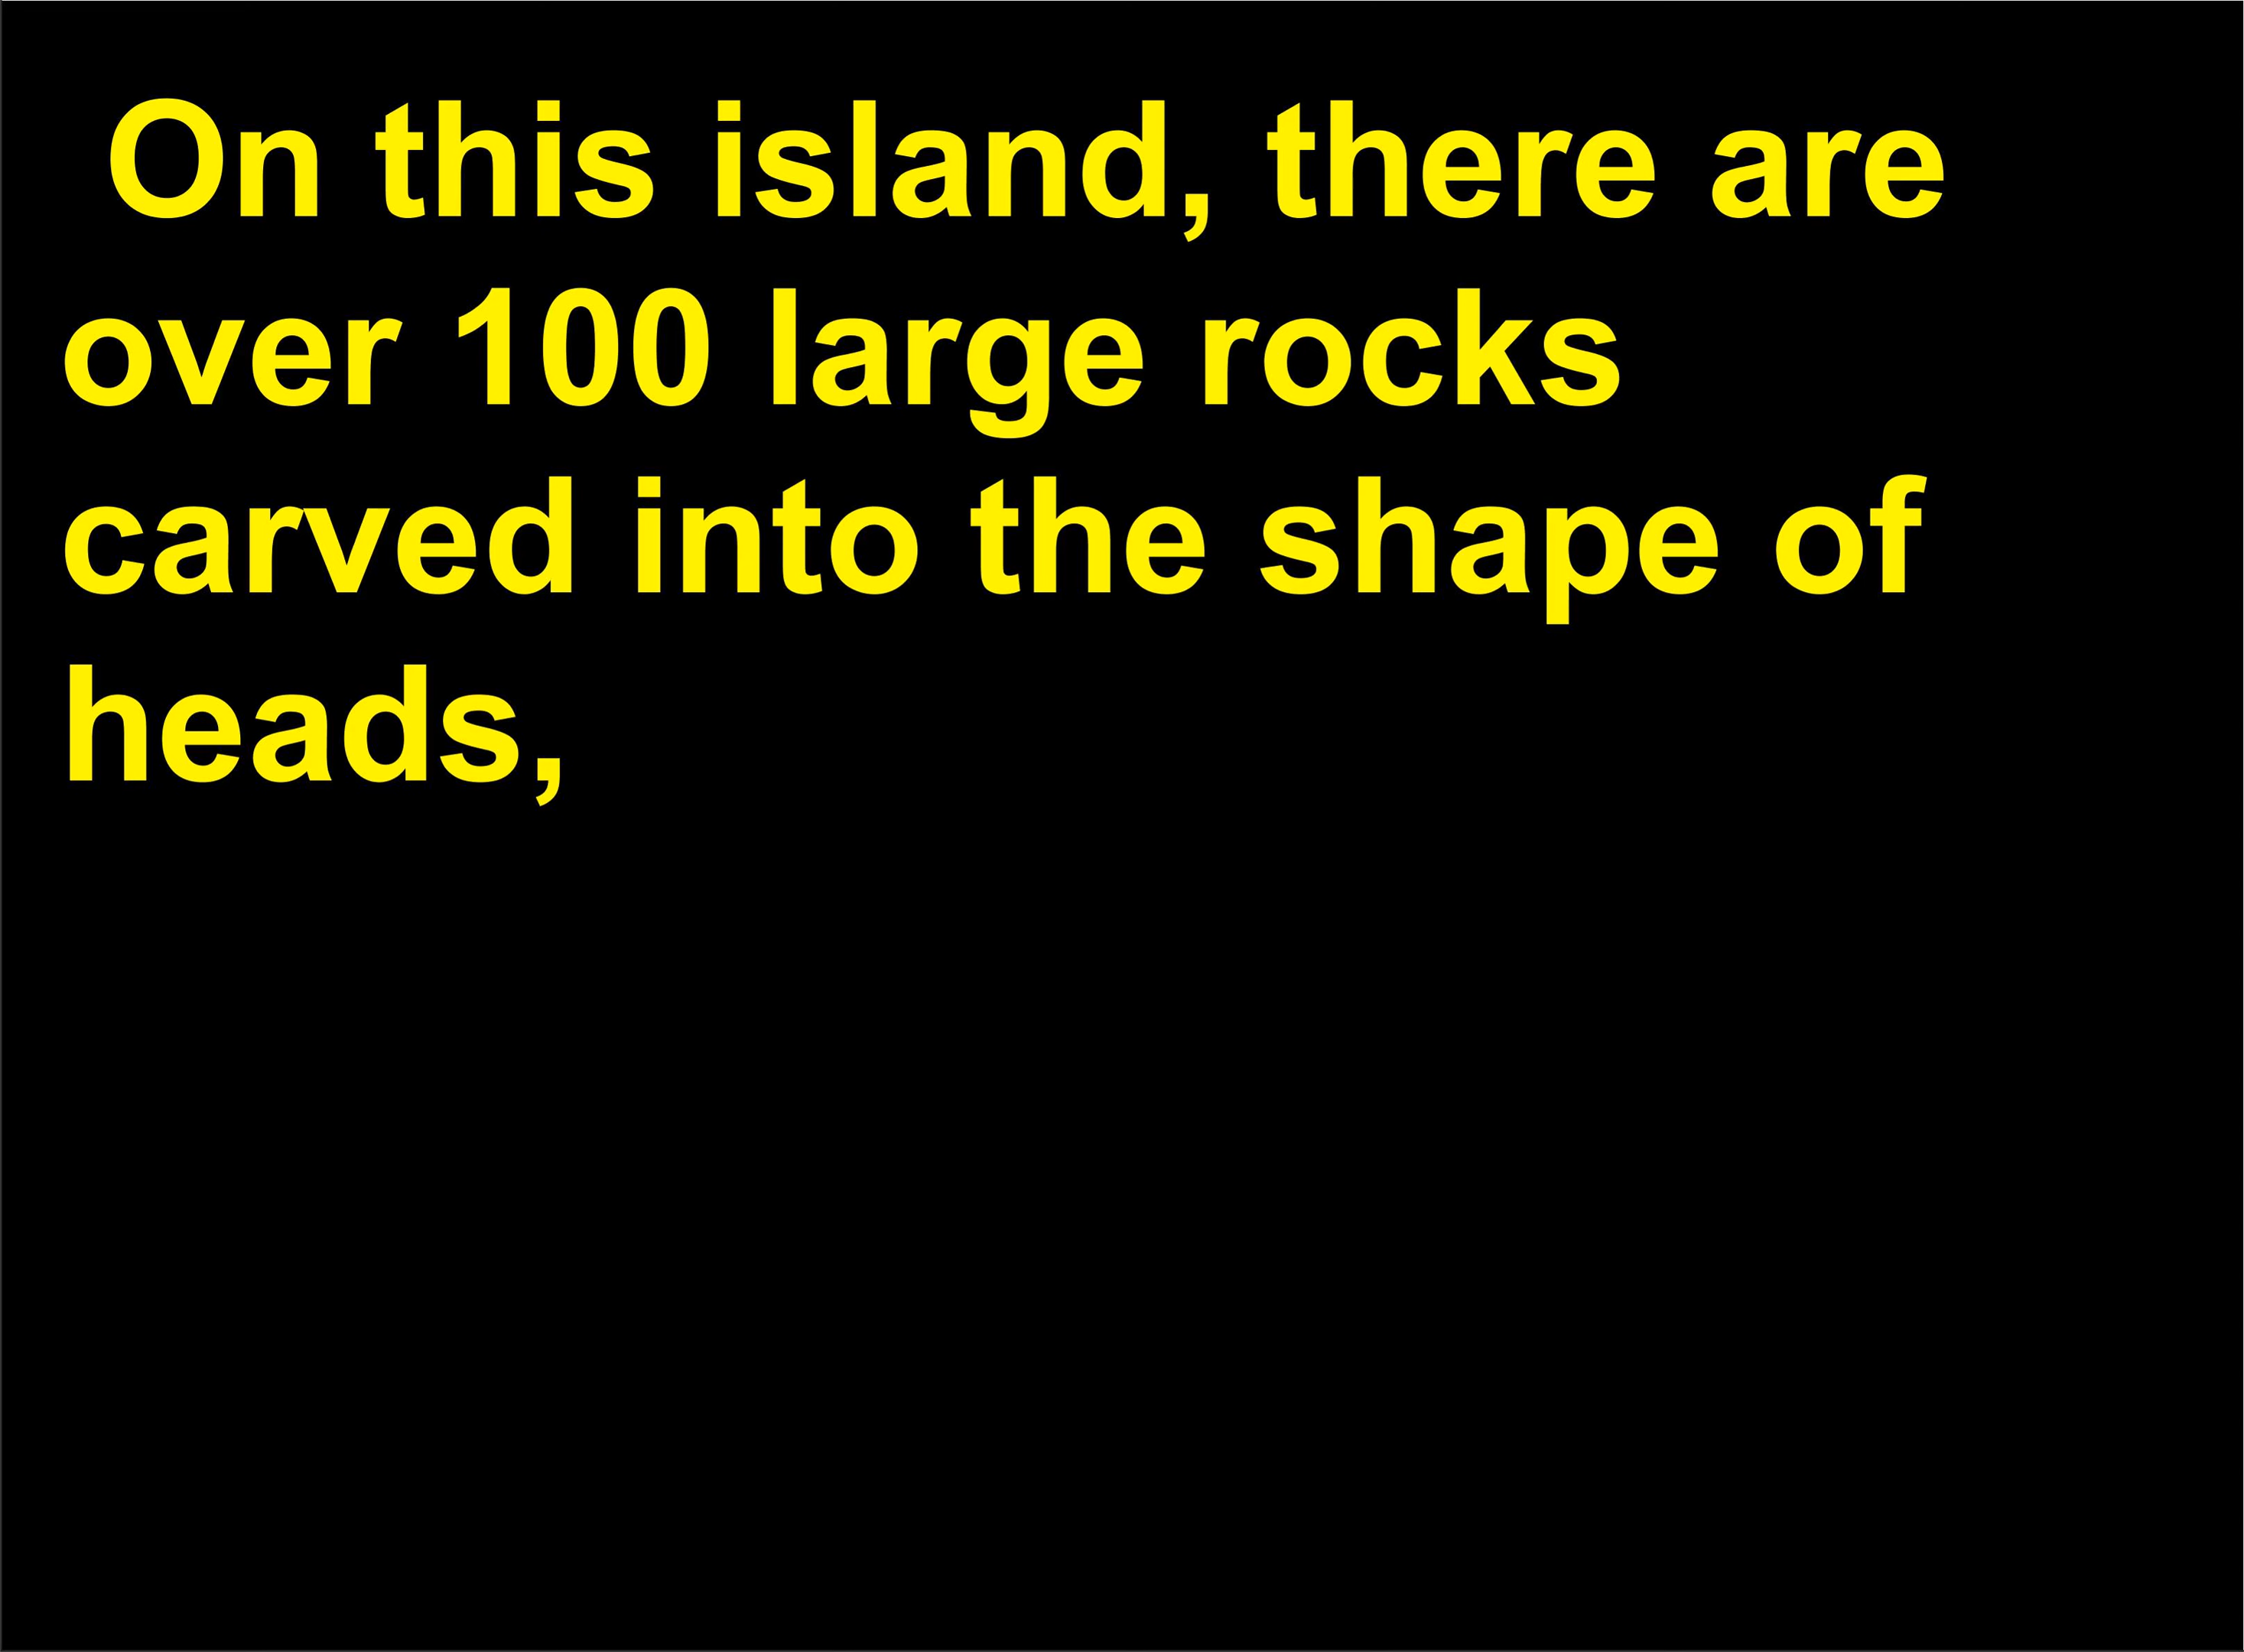 On this island, there are
over 100 large rocks
carved into the shape of
heads,